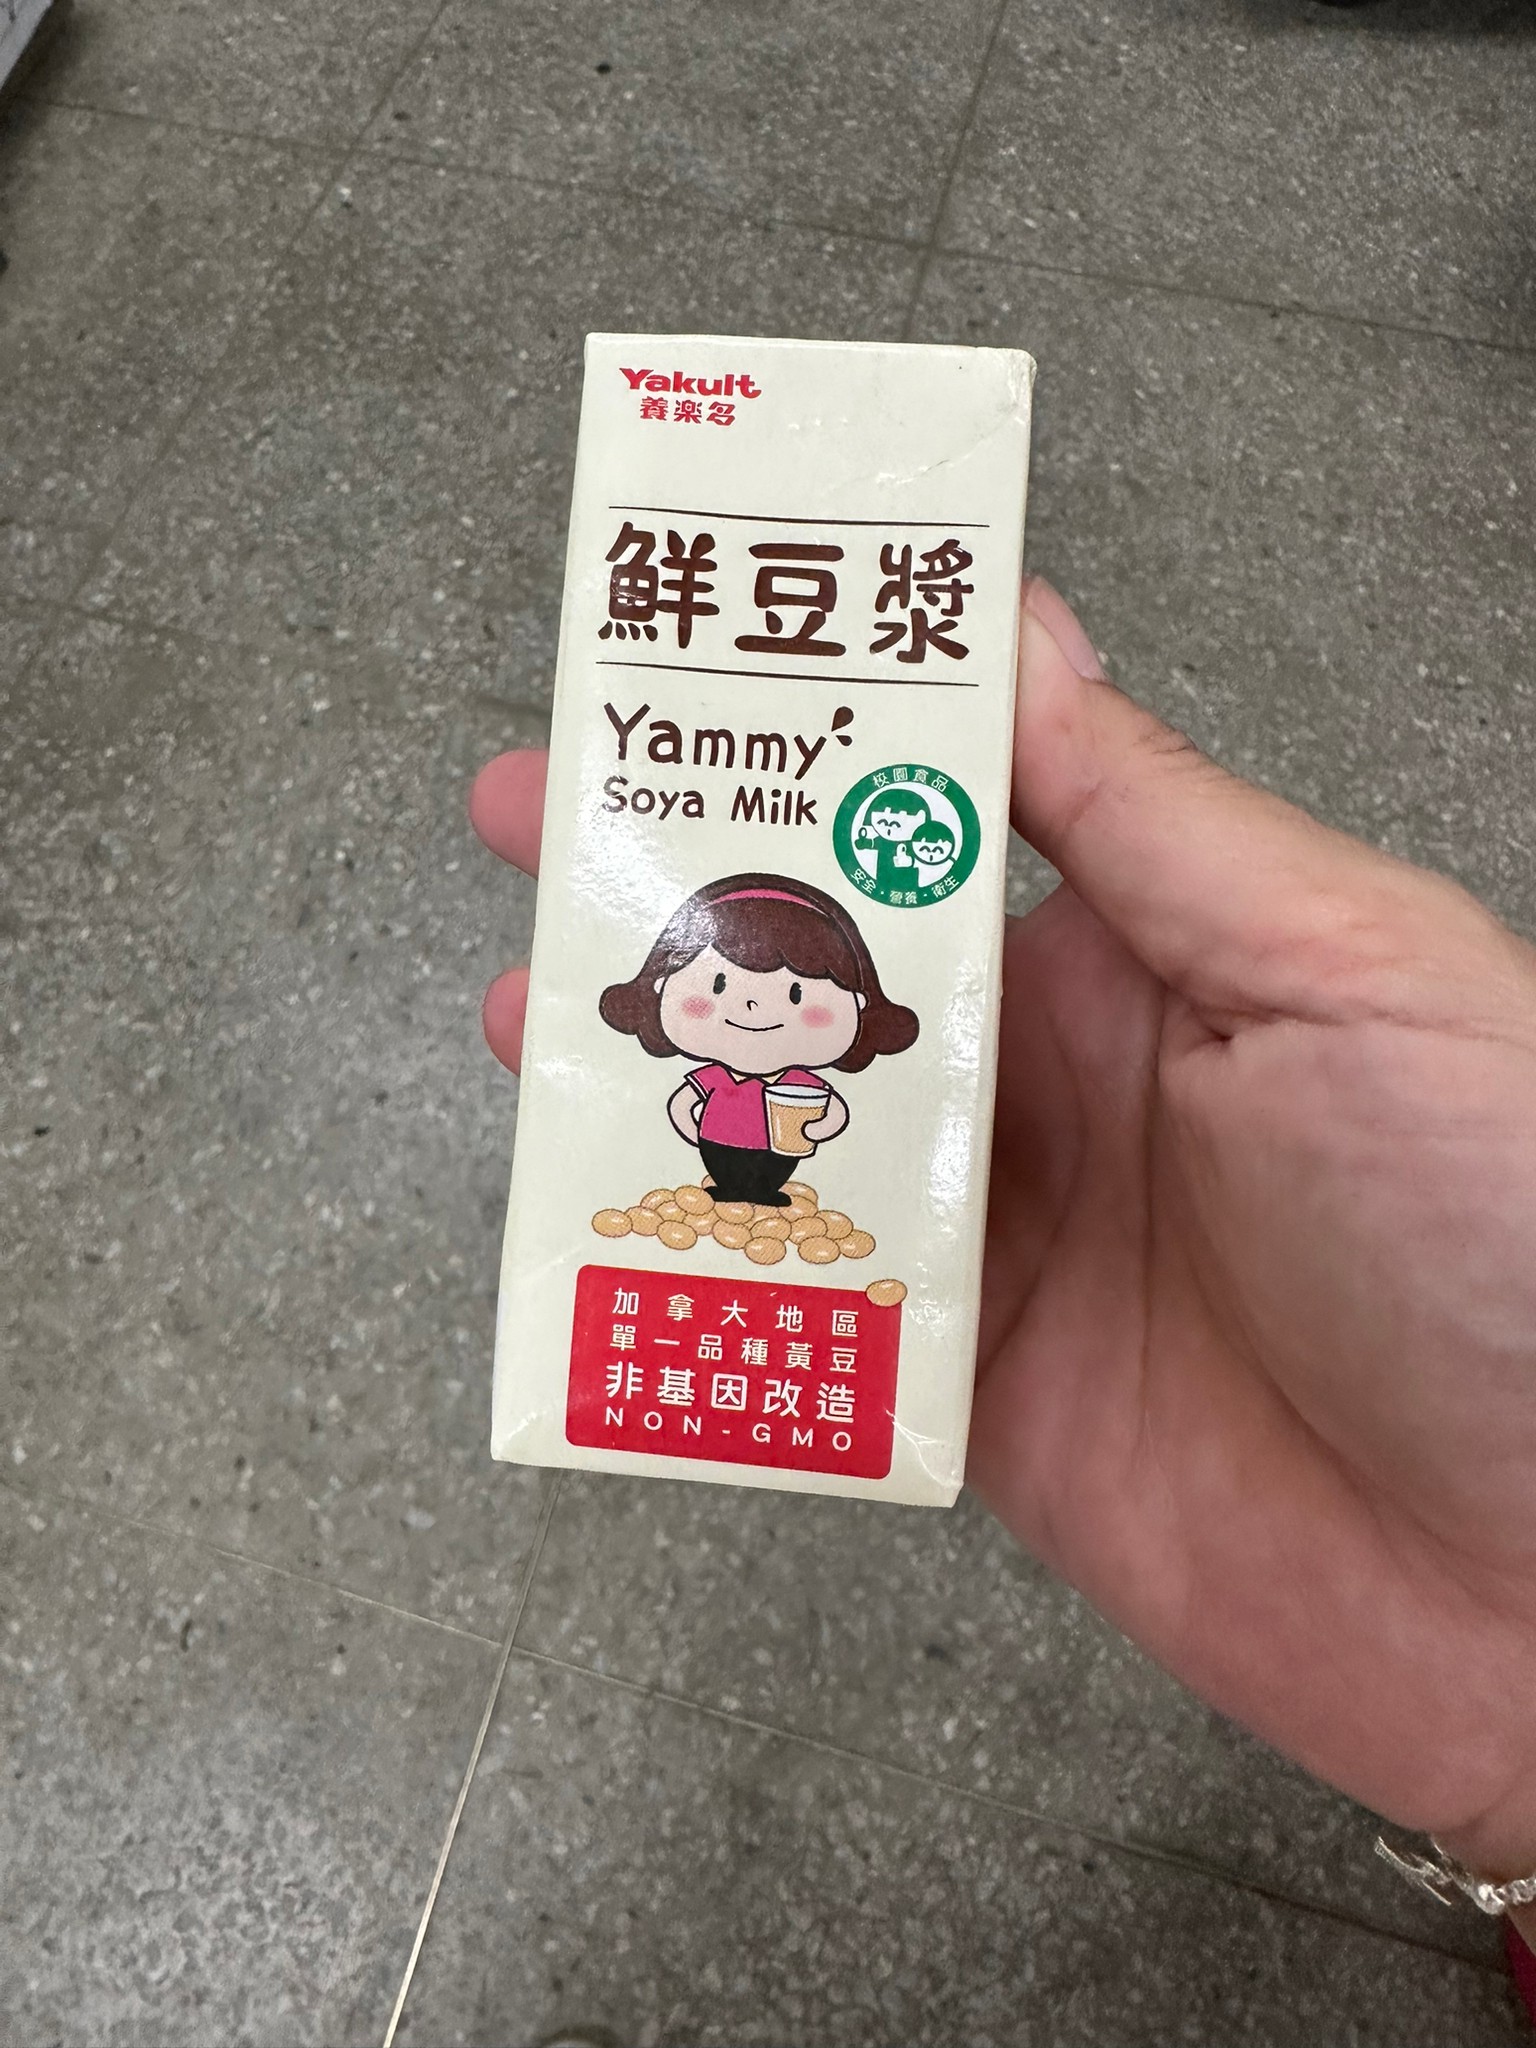 Yakult
養楽多
鮮豆漿
Yammy
Soya Milk
校園食品
安全・營養・衛生
加拿大地區
單一品種黃豆
非基因改造
NON-GMO